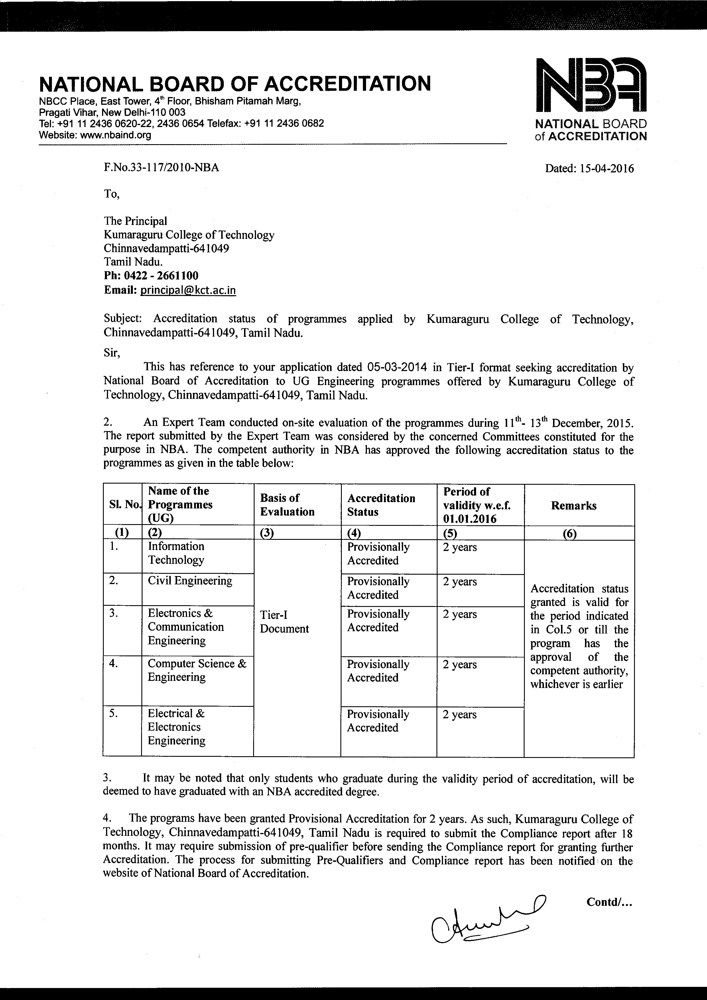 NATIONAL BOARD OF ACCREDITATION
NBCC Place, East Tower, 4th Floor, Bhisham Pitamah Marg,
Pragati Vihar, New Delhi-110 003
Tel: +91 11 2436 0620-22, 2436 0654 Telefax: +91 11 2436 0682
Website: www.nbaind.org
NBA
NATIONAL BOARD
of ACCREDITATION
F.No.33-117/2010-NBA
Dated: 15-04-2016
To,
The Principal
Kumaraguru College of Technology
Chinnavedampatti-641049
Tamil Nadu.
Ph: 0422 - 2661100
Email: principal@kct.ac.in
Subject: Accreditation status of programmes applied by Kumaraguru College of Technology,
Chinnavedampatti-641049, Tamil Nadu.
Sir,
This has reference to your application dated 05-03-2014 in Tier-I format seeking accreditation by
National Board of Accreditation to UG Engineering programmes offered by Kumaraguru College of
Technology, Chinnavedampatti-641049, Tamil Nadu.
2. An Expert Team conducted on-site evaluation of the programmes during 11th- 13th December, 2015.
The report submitted by the Expert Team was considered by the concerned Committees constituted for the
purpose in NBA. The competent authority in NBA has approved the following accreditation status to the
programmes as given in the table below:
Sl. No.
Name of the
Programmes
(UG)
Basis of
Evaluation
Accreditation
Status
Period of
validity w.e.f.
01.01.2016
Remarks
(1) (2) (3) (4) (5) (6)
1. Information
Technology
Provisionally
Accredited
2 years
2. Civil Engineering
Provisionally
Accredited
2 years
3. Electronics &
Communication
Engineering
Tier-I
Document
Provisionally
Accredited
2 years
4. Computer Science &
Engineering
Provisionally
Accredited
2 years
5. Electrical &
Electronics
Engineering
Provisionally
Accredited
2 years
Accreditation status
granted is valid for
the period indicated
in Col.5 or till the
program has the
approval of the
competent authority,
whichever is earlier
3. It may be noted that only students who graduate during the validity period of accreditation, will be
deemed to have graduated with an NBA accredited degree.
4. The programs have been granted Provisional Accreditation for 2 years. As such, Kumaraguru College of
Technology, Chinnavedampatti-641049, Tamil Nadu is required to submit the Compliance report after 18
months. It may require submission of pre-qualifier before sending the Compliance report for granting further
Accreditation. The process for submitting Pre-Qualifiers and Compliance report has been notified on the
website of National Board of Accreditation.
Contd/...